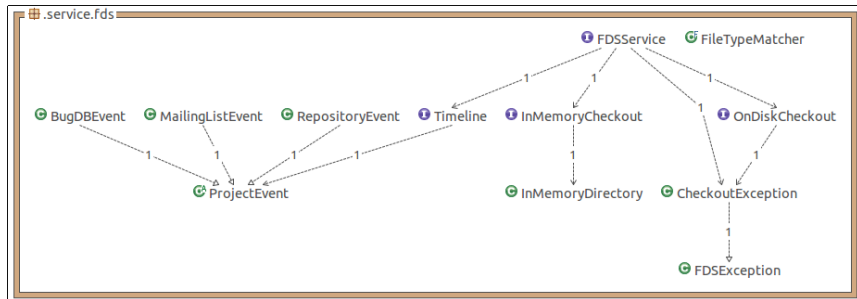 .service.fds
FDSService FileTypeMatcher
1 1 1 1
BugDBEvent MailingListEvent RepositoryEvent Timeline InMemoryCheckout OnDiskCheckout
1 1 1 1 1 1
ProjectEvent InMemoryDirectory CheckoutException
1
FDSException